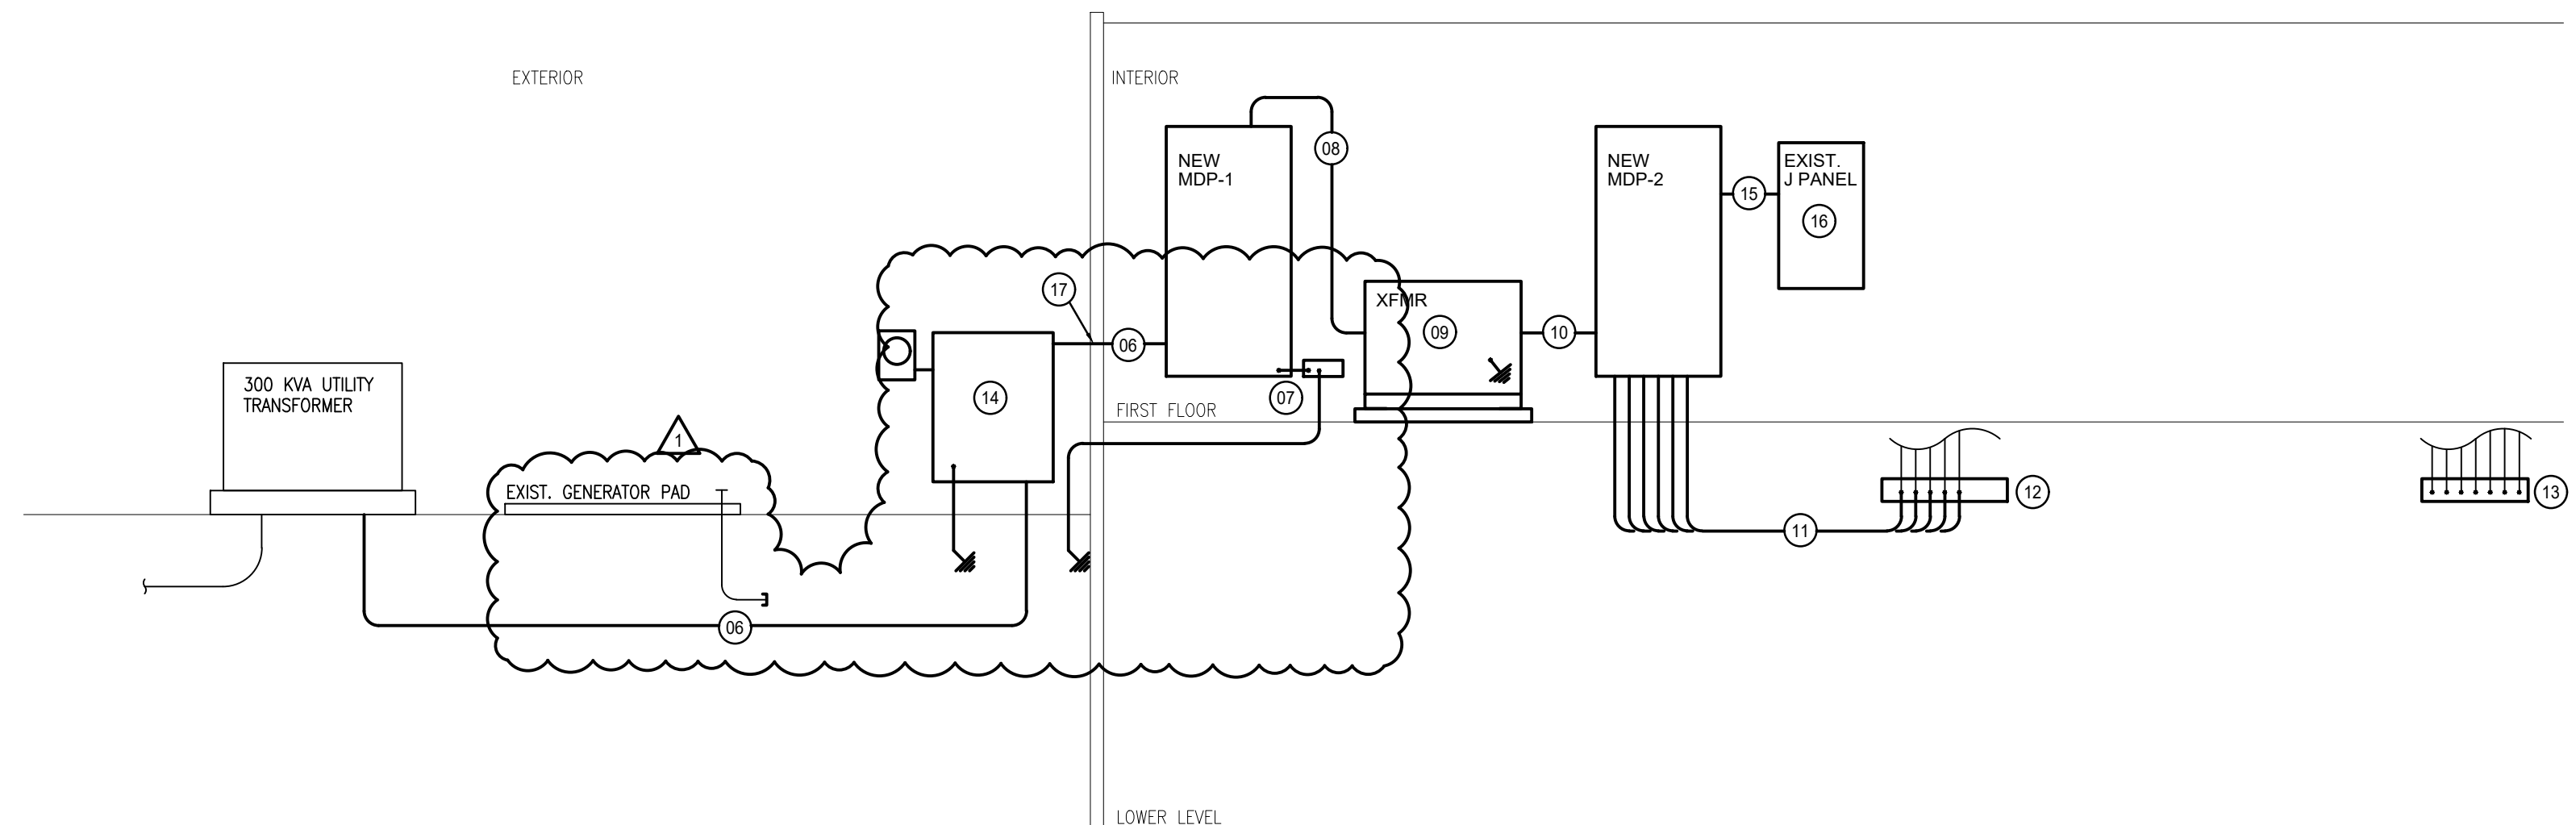 EXTERIOR
INTERIOR
NEW
MDP-1
08
NEW
MDP-2
EXIST.
J PANEL
15
16
17
XFMR
06
09
10
300 KVA UTILITY
TRANSFORMER
14
07
FIRST FLOOR
1
EXIST. GENERATOR PAD
12
13
11
06
LOWER LEVEL